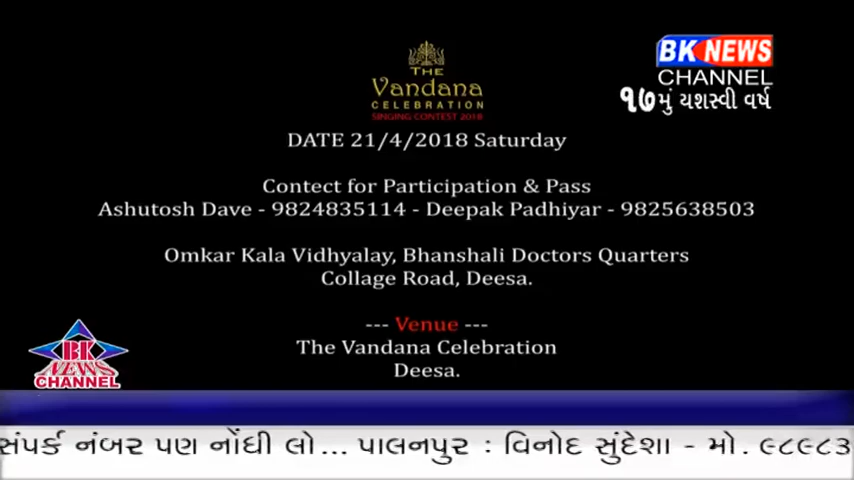 THE
Vandana
CELEBRATION
SINGING CONTEST 2018
BK NEWS
CHANNEL
૧૭મું યશસ્વી વર્ષ
DATE 21/4/2018 Saturday
Contect for Participation & Pass
Ashutosh Dave - 9824835114 - Deepak Padhiyar - 9825638503
Omkar Kala Vidhyalay, Bhanshali Doctors Quarters
Collage Road, Deesa.
--- Venue ---
The Vandana Celebration
Deesa.
BK
NEWS
CHANNEL
સંપર્ક નંબર પણ નોંધી લો... પાલનપુર : વિનોદ સુંદેશા - મો. ૯૮૯૮૩